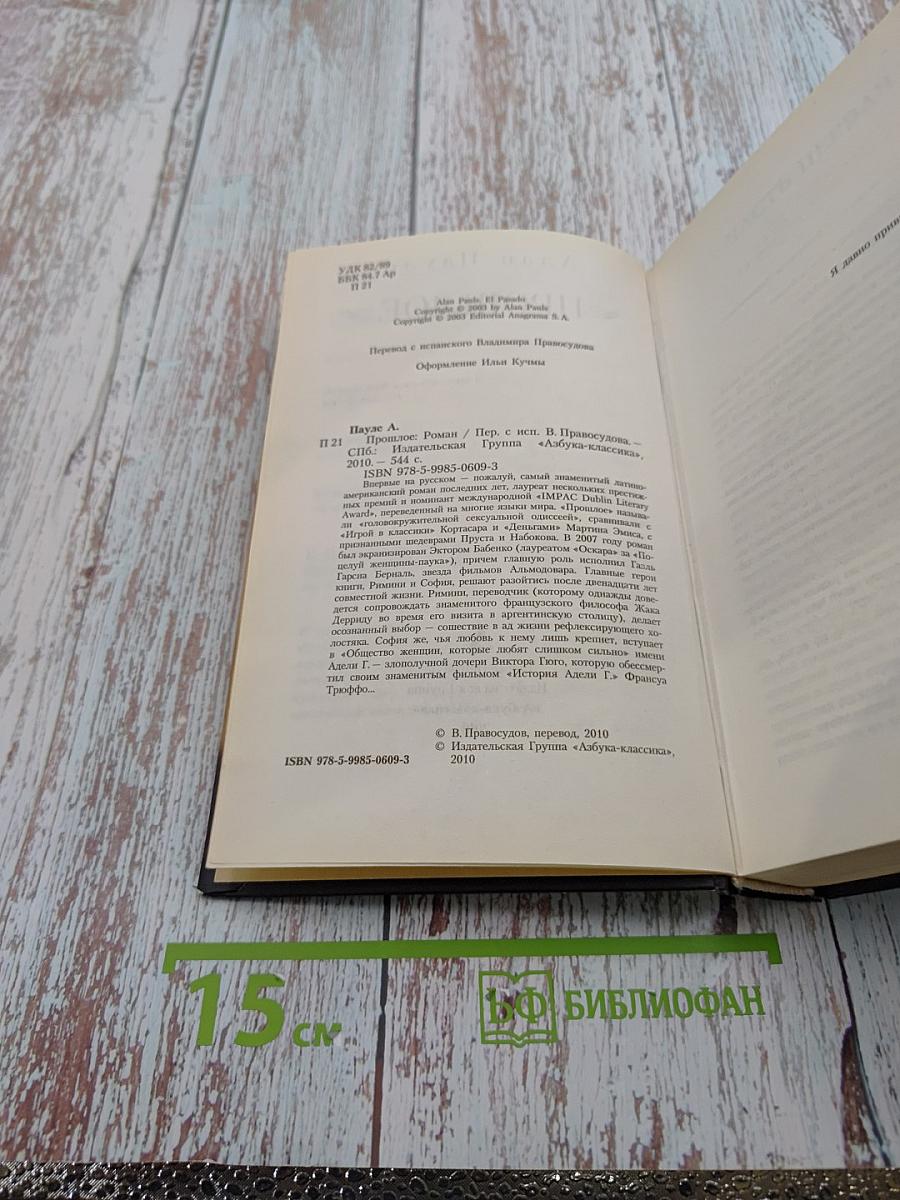 УДК 82/89
ББК 84.7 Ар
П 21
Alan Pauls, El Pasado
Copyright © 2003 by Alan Pauls
Copyright © 2003 Editorial Anagrama S.A.
Перевод с испанского Владимира Правосудова
Оформление Ильи Кучмы
Паулс А.
П 21 Прошлое: Роман / Пер. с исп. В. Правосудова. —
СПб.: Издательская Группа «Азбука-классика»,
2010. — 544 с.
ISBN 978-5-9985-0609-3
Впервые на русском — пожалуй, самый знаменитый латино-
американский роман последних лет, лауреат нескольких престиж-
ных премий и номинант международной «IMPAC Dublin Literary
Award», переведенный на многие языки мира. «Прошлое» называ-
ли «головокружительной сексуальной одиссеей», сравнивали с
«Игрой в классики» Кортасара и «Деньгами» Мартина Эмиса, с
признанными шедеврами Пруста и Набокова. В 2007 году роман
был экранизирован Эктором Бабенко (лауреатом «Оскара» за «По-
целуй женщины-паука»), причем главную роль исполнил Гаэль
Гарсиа Берналь, звезда фильмов Альмодовара. Главные герои
книги, Римини и София, решают разойтись после двенадцати лет
совместной жизни. Римини, переводчик (которому однажды дове-
дется сопровождать знаменитого французского философа Жака
Дерриду во время его визита в аргентинскую столицу), делает
осознанный выбор — сошествие в ад жизни рефлексирующего хо-
лостяка. София же, чья любовь к нему лишь крепнет, вступает
в «Общество женщин, которые любят слишком сильно» имени
Адели Г. — злополучной дочери Виктора Гюго, которую обессмер-
тил своим знаменитым фильмом «История Адели Г.» Франсуа
Трюффо...
© В. Правосудов, перевод, 2010
© Издательская Группа «Азбука-классика»,
ISBN 978-5-9985-0609-3 2010
Я давно
15 см
БФ БИБЛИОФАН